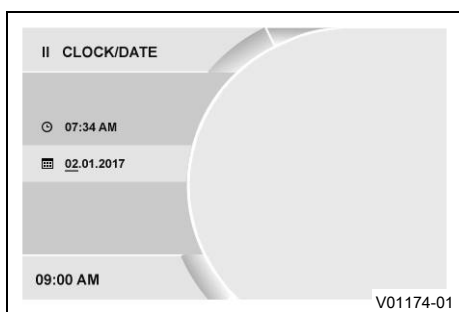 II CLOCK/DATE
07:34 AM
02.01.2017
09:00 AM
V01174-01